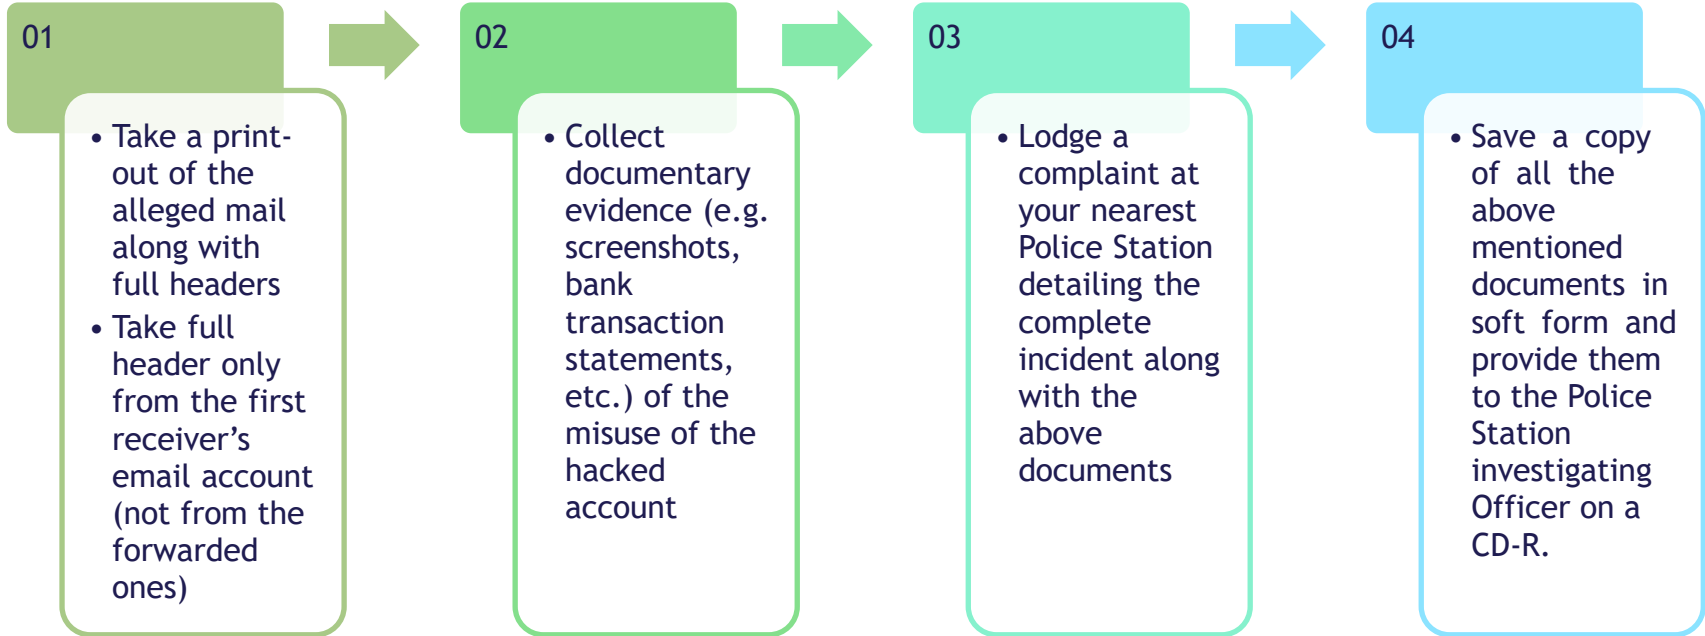 01
• Take a print-
out of the
alleged mail
along with
full headers
• Take full
header only
from the first
receiver’s
email account
(not from the
forwarded
ones)
02
• Collect
documentary
evidence (e.g.
screenshots,
bank
transaction
statements,
etc.) of the
misuse of the
hacked
account
03
• Lodge a
complaint at
your nearest
Police Station
detailing the
complete
incident along
with the
above
documents
04
• Save a copy
of all the
above
mentioned
documents in
soft form and
provide them
to the Police
Station
investigating
Officer on a
CD-R.